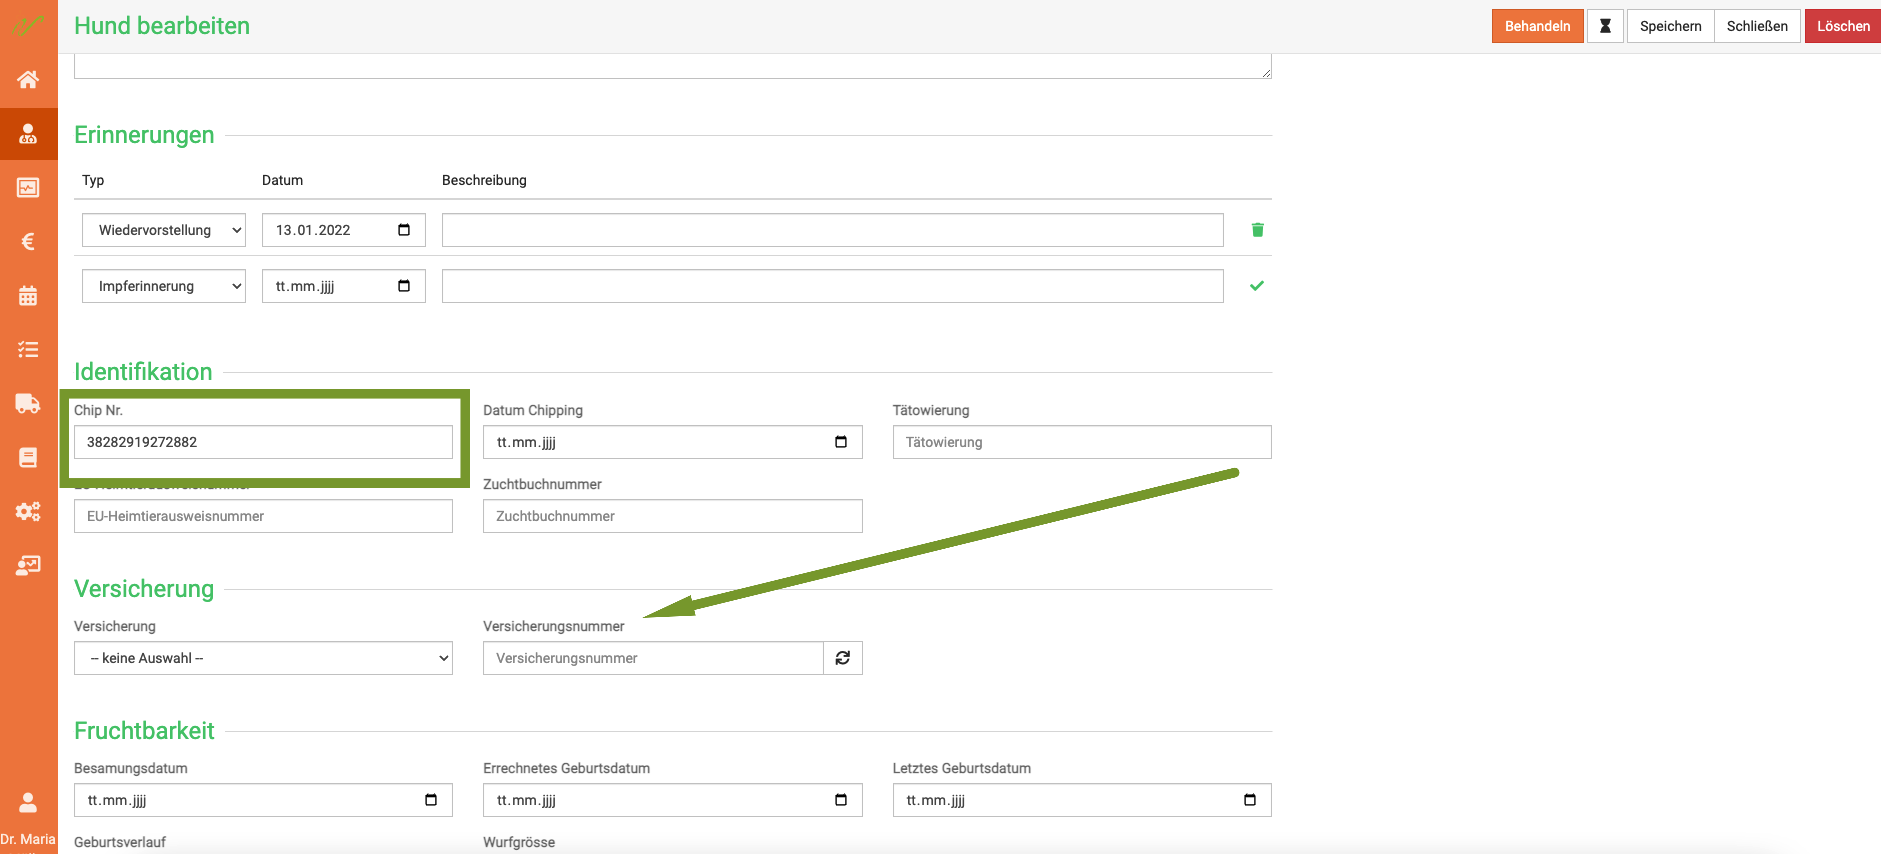 Hund bearbeiten
Behandeln
Speichern
Schließen
Löschen
Erinnerungen
Typ Datum Beschreibung
Wiedervorstellung 13.01.2022
Impferinnerung tt.mm.jjjj
Identifikation
Chip Nr. Datum Chipping Tätowierung
38282919272882 tt.mm.jjjj Tätowierung
EU-Heimtierausweisnummer Zuchtbuchnummer
EU-Heimtierausweisnummer Zuchtbuchnummer
Versicherung
Versicherung Versicherungsnummer
-- keine Auswahl -- Versicherungsnummer
Fruchtbarkeit
Besamungsdatum Errechnetes Geburtsdatum Letztes Geburtsdatum
tt.mm.jjjj tt.mm.jjjj tt.mm.jjjj
Geburtsverlauf Wurfgrösse
Dr. Maria